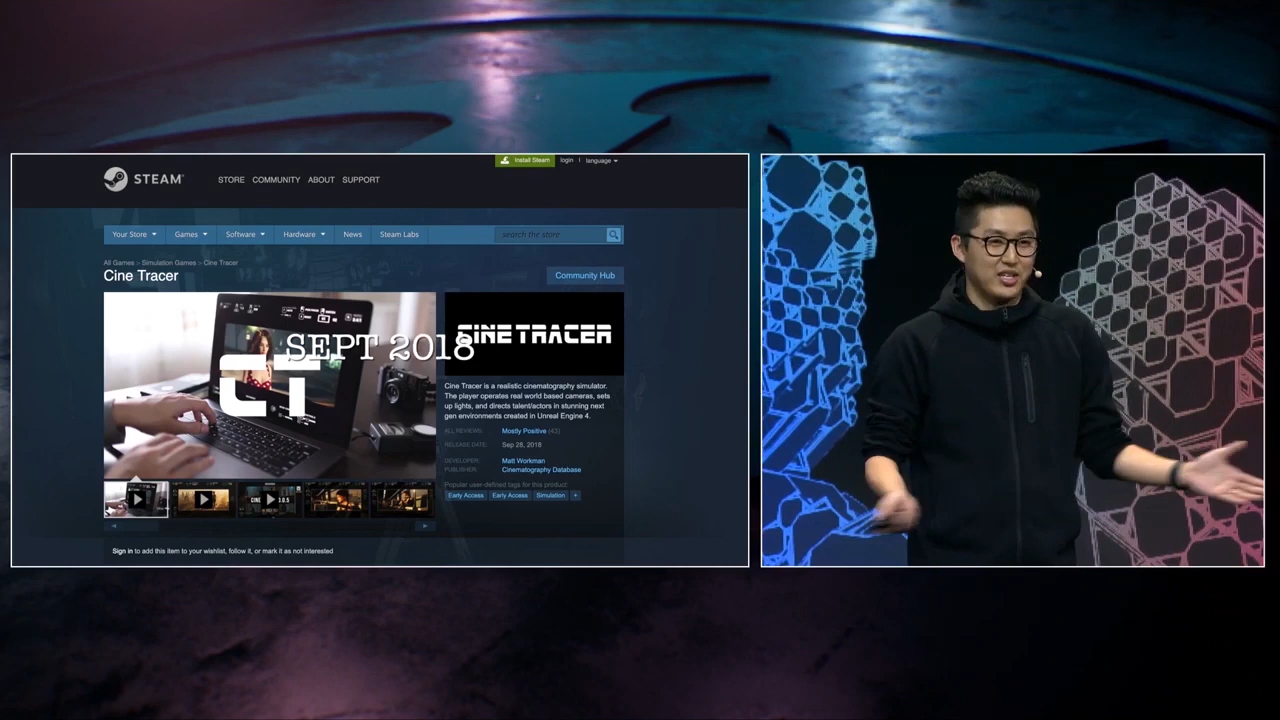 Install Steam login | language
STEAM
STORE COMMUNITY ABOUT SUPPORT
Your Store Games Software Hardware News Steam Labs search the store
All Games > Simulation Games > Cine Tracer
Cine Tracer
Community Hub
SEPT 2018
CT
CINE TRACER
Cine Tracer is a realistic cinematography simulator.
The player operates real world based cameras, sets
up lights, and directs talent/actors in stunning next
gen environments created in Unreal Engine 4.
ALL REVIEWS: Mostly Positive (43)
RELEASE DATE: Sep 28, 2018
DEVELOPER: Matt Workman
PUBLISHER: Cinematography Database
Popular user-defined tags for this product:
Early Access Early Access Simulation +
Sign in to add this item to your wishlist, follow it, or mark it as not interested